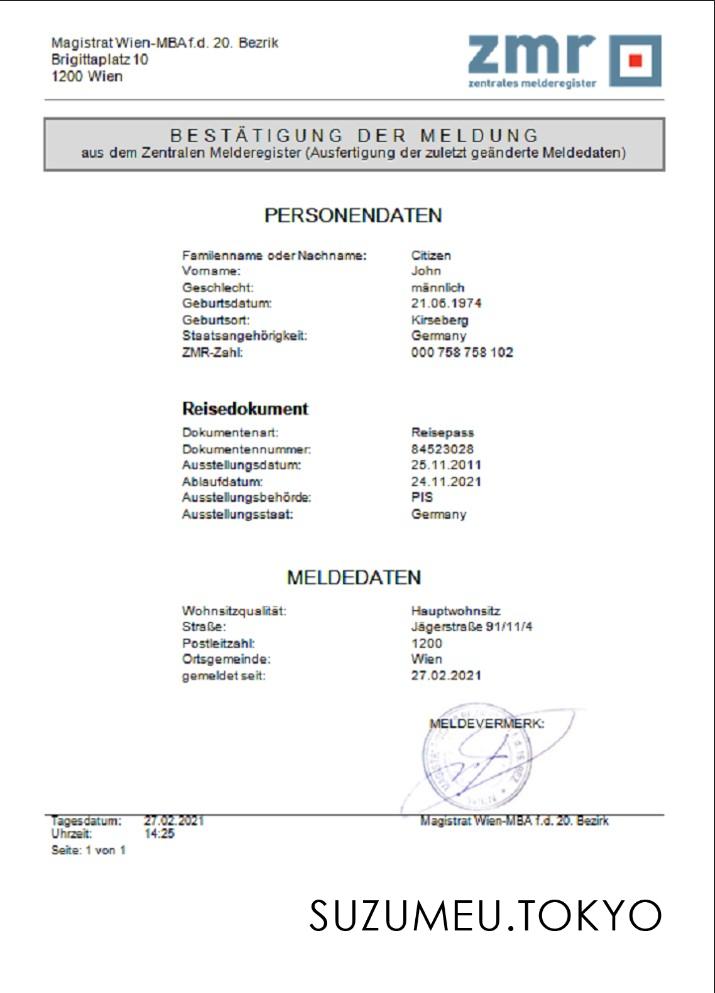 Magistrat Wien-MBA f.d. 20. Bezrik
Brigittaplatz 10
1200 Wien
zmr
zentrales melderegister
BESTÄTIGUNG DER MELDUNG
aus dem Zentralen Melderegister (Ausfertigung der zuletzt geänderte Meldedaten)
PERSONENDATEN
Familenname oder Nachname: Citizen
Vorname: John
Geschlecht: männlich
Geburtsdatum: 21.06.1974
Geburtsort: Kirseberg
Staatsangehörigkeit: Germany
ZMR-Zahl: 000 758 758 102
Reisedokument
Dokumentenart: Reisepass
Dokumentennummer: 84523028
Ausstellungsdatum: 25.11.2011
Ablaufdatum: 24.11.2021
Ausstellungsbehörde: PIS
Ausstellungsstaat: Germany
MELDEDATEN
Wohnsitzqualität: Hauptwohnsitz
Straße: Jägerstraße 91/11/4
Postleitzahl: 1200
Ortsgemeinde: Wien
gemeldet seit: 27.02.2021
MELDEVERMERK:
Tagesdatum: 27.02.2021 Magistrat Wien-MBA f.d. 20. Bezirk
Uhrzeit: 14:25
Seite: 1 von 1
SUZUMEU.TOKYO